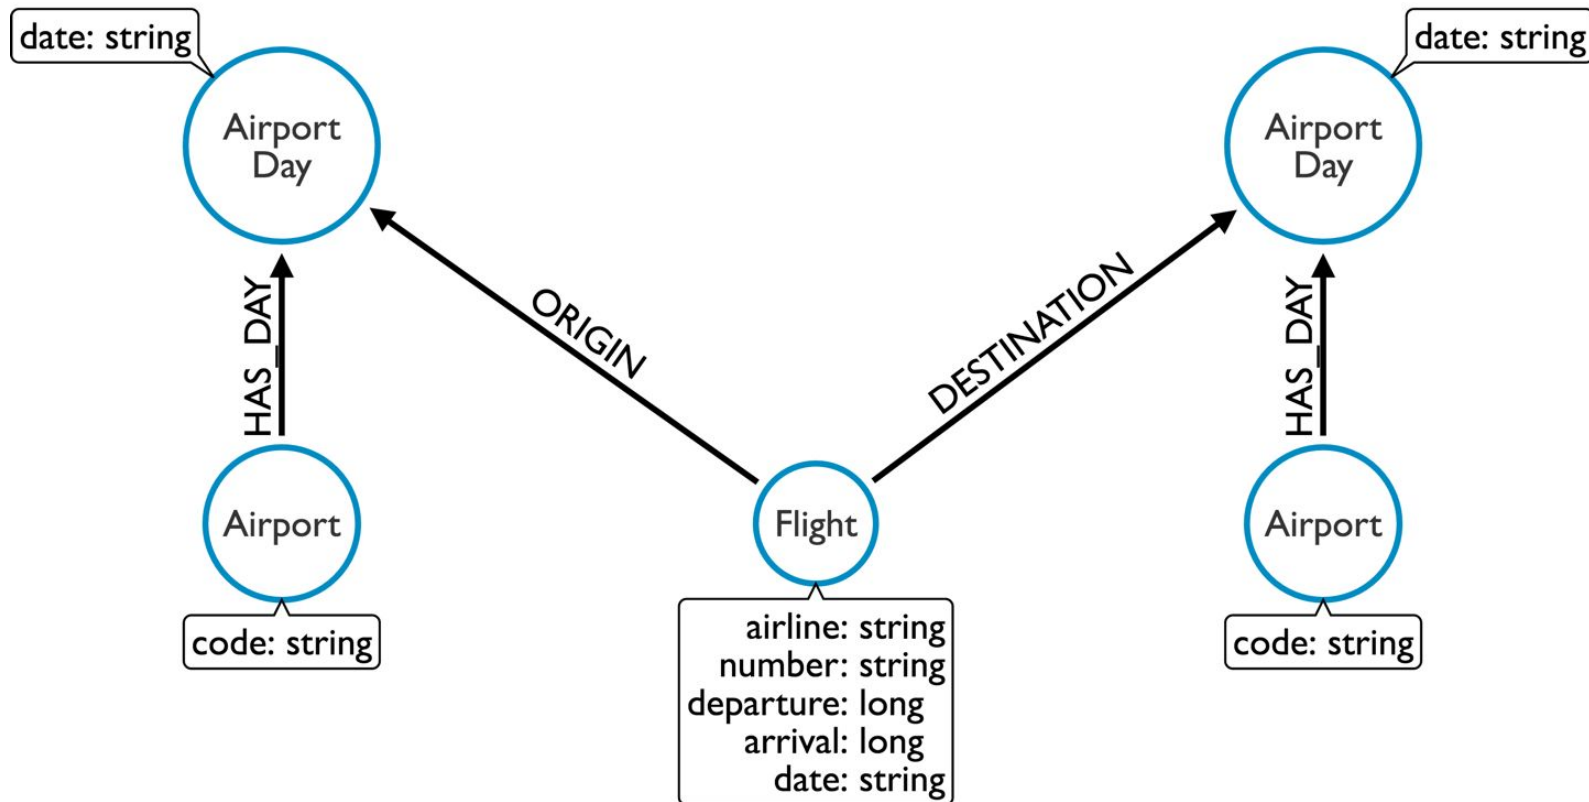 date: string
date: string
Airport
Day
Airport
Day
HAS_DAY
ORIGIN
DESTINATION
HAS_DAY
Airport
Flight
Airport
code: string
airline: string
number: string
departure: long
arrival: long
date: string
code: string